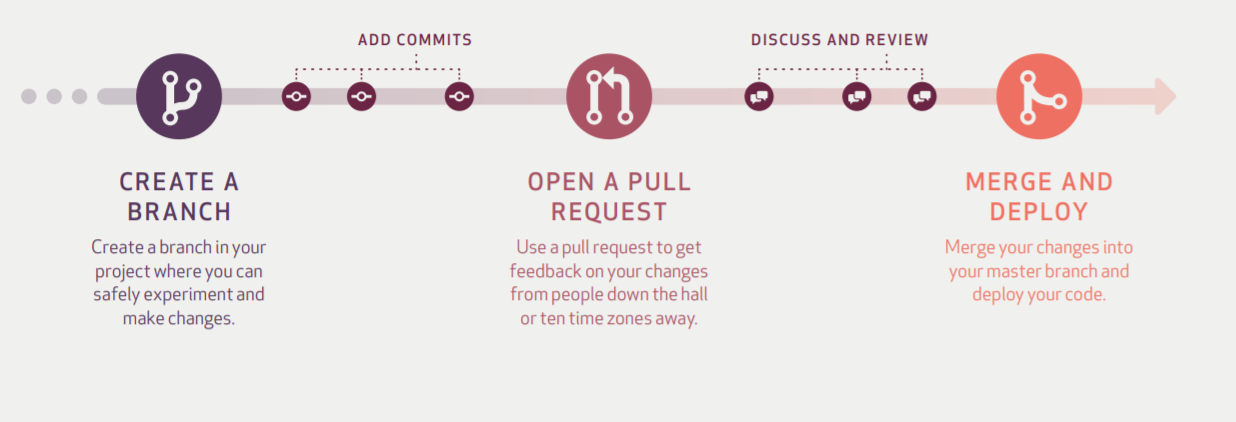 ADD COMMITS
DISCUSS AND REVIEW
CREATE A
BRANCH
Create a branch in your
project where you can
safely experiment and
make changes.
OPEN A PULL
REQUEST
Use a pull request to get
feedback on your changes
from people down the hall
or ten time zones away.
MERGE AND
DEPLOY
Merge your changes into
your master branch and
deploy your code.